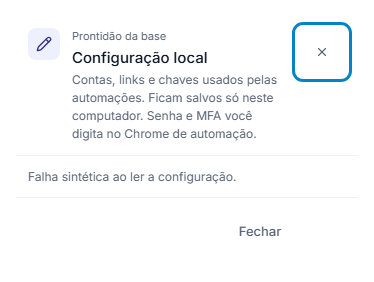 Prontidão da base
Configuração local
Contas, links e chaves usados pelas
automações. Ficam salvos só neste
computador. Senha e MFA você
digita no Chrome de automação.
Falha sintética ao ler a configuração.
Fechar